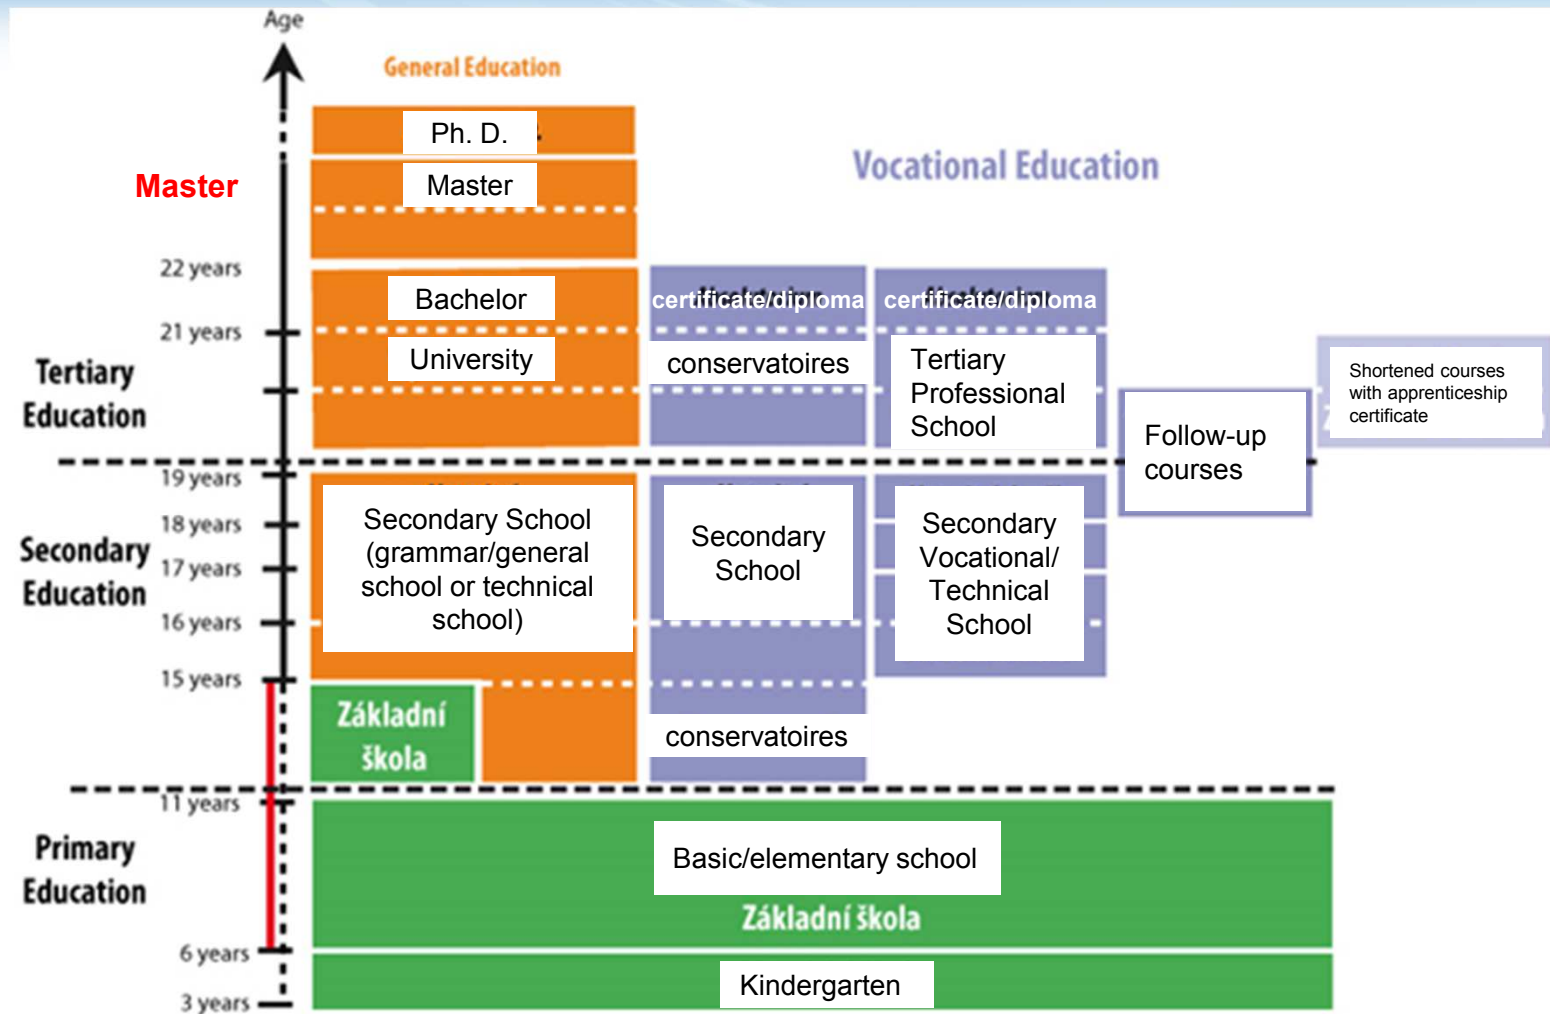 Age
General Education
Ph. D.
Vocational Education
Master
Master
22 years
Bachelor
certificate/diploma
certificate/diploma
21 years
University
conservatoires
Tertiary
Professional
School
Shortened courses
with apprenticeship
certificate
Tertiary
Education
Follow-up
courses
19 years
Secondary School
(grammar/general
school or technical
school)
Secondary
School
Secondary
Vocational/
Technical
School
18 years
Secondary
Education
17 years
16 years
15 years
Základní
škola
conservatoires
11 years
Primary
Education
Basic/elementary school
Základní škola
6 years
Kindergarten
3 years